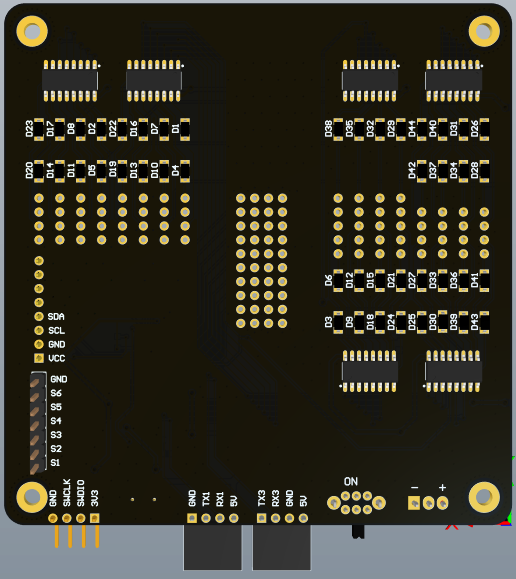 D23 D17 D8 D2 D22 D16 D7 D1
D38 D35 D32 D29 D44 D40 D31 D26
D20 D14 D11 D5 D19 D13 D10 D4
D42 D37 D34 D28
D6 D12 D15 D21 D27 D33 D36 D41
D3 D9 D18 D24 D25 D30 D39 D43
SDA
SCL
GND
VCC
GND
S6
S5
S4
S3
S2
S1
GND SWCLK SWDIO 3V3
GND TX1 RX1 5V
TX3 RX3 GND 5V
ON
- +